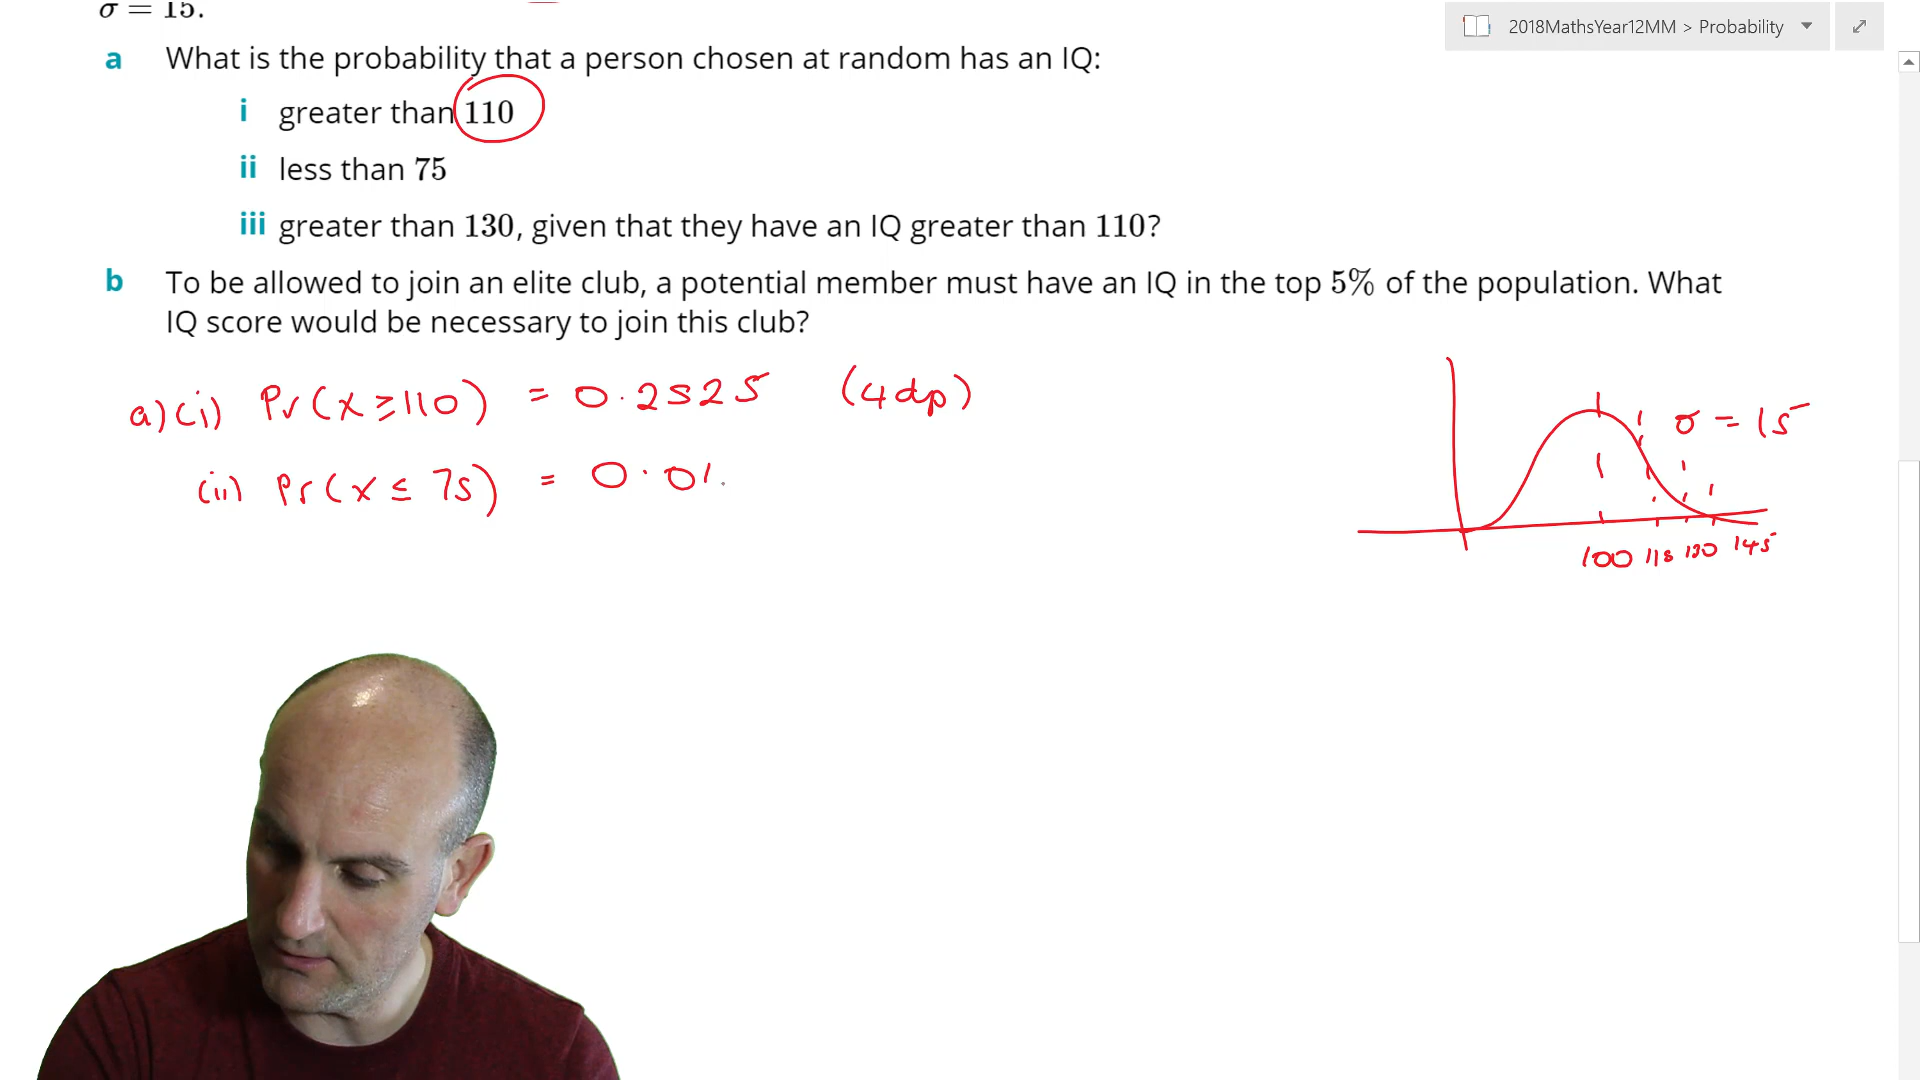 σ = 15.
2018MathsYear12MM > Probability
a What is the probability that a person chosen at random has an IQ:
i greater than 110
ii less than 75
iii greater than 130, given that they have an IQ greater than 110?
b To be allowed to join an elite club, a potential member must have an IQ in the top 5% of the population. What
IQ score would be necessary to join this club?
a)(i) Pr(x ≥ 110) = 0.2525 (4dp)
σ = 15
(ii) Pr(x ≤ 75) = 0.04
100 115 130 145